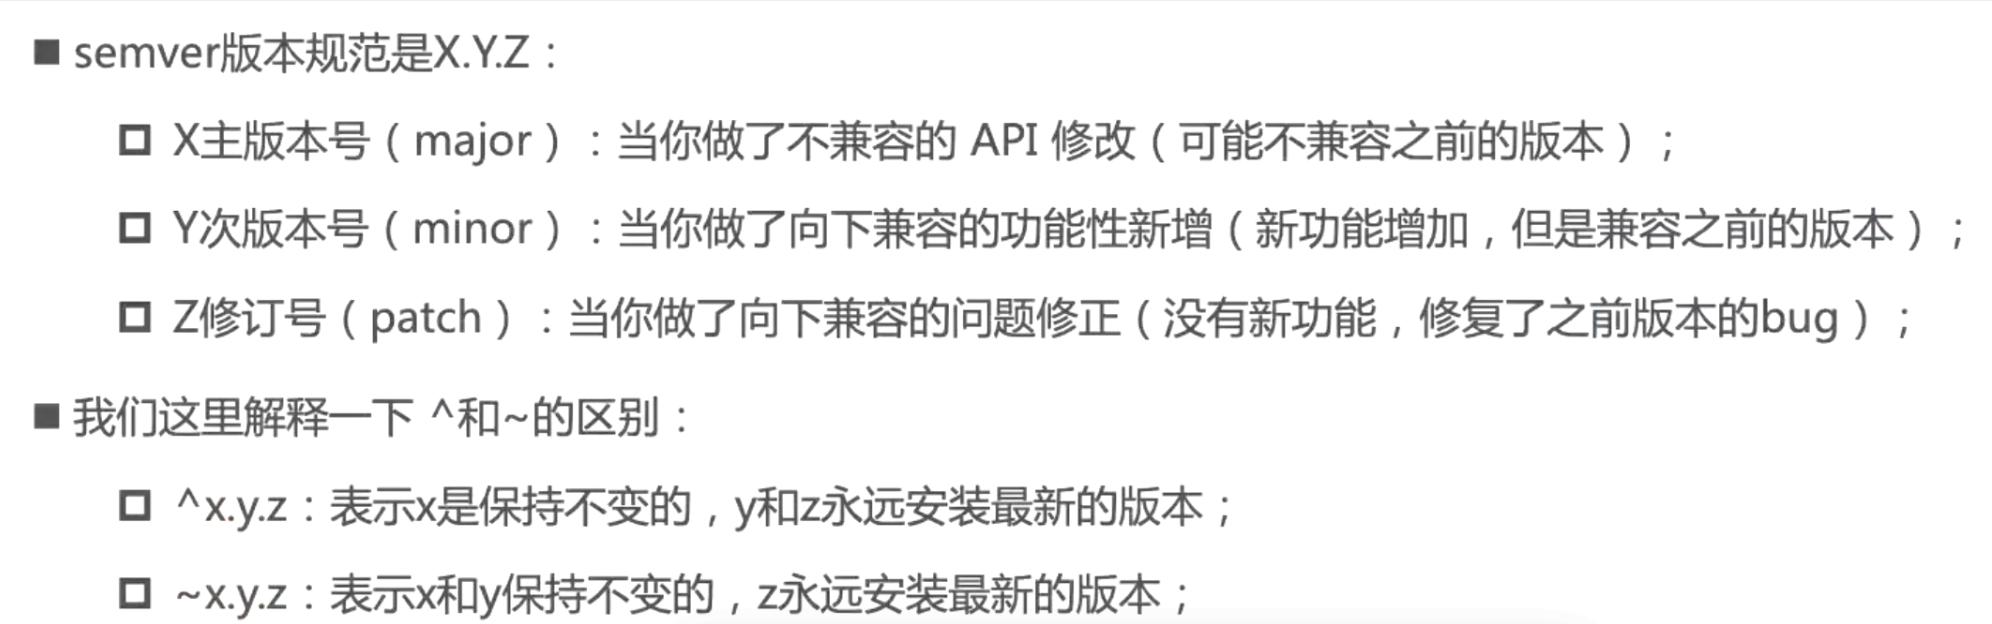 ■ semver版本规范是X.Y.Z：
□ X主版本号（major）：当你做了不兼容的 API 修改（可能不兼容之前的版本）；
□ Y次版本号（minor）：当你做了向下兼容的功能性新增（新功能增加，但是兼容之前的版本）；
□ Z修订号（patch）：当你做了向下兼容的问题修正（没有新功能，修复了之前版本的bug）；
■ 我们这里解释一下 ^和~的区别：
□ ^x.y.z：表示x是保持不变的，y和z永远安装最新的版本；
□ ~x.y.z：表示x和y保持不变的，z永远安装最新的版本；